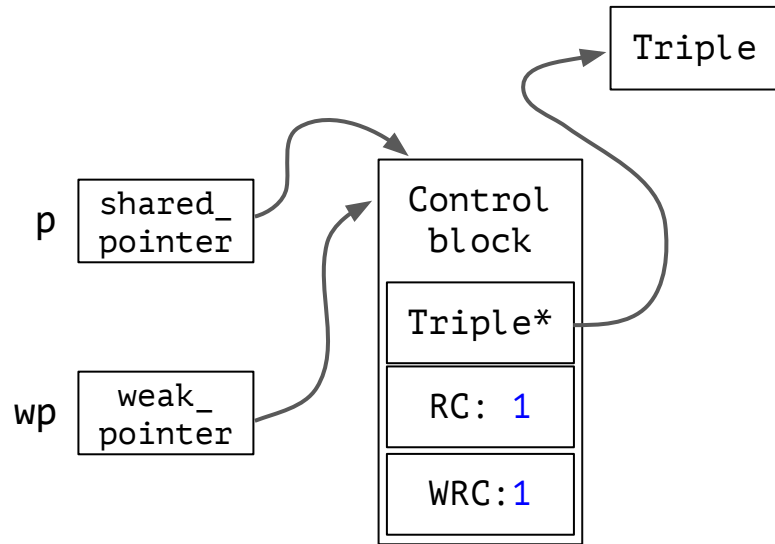 Triple
p
shared_
pointer
Control
block
Triple*
wp
weak_
pointer
RC: 1
WRC:1